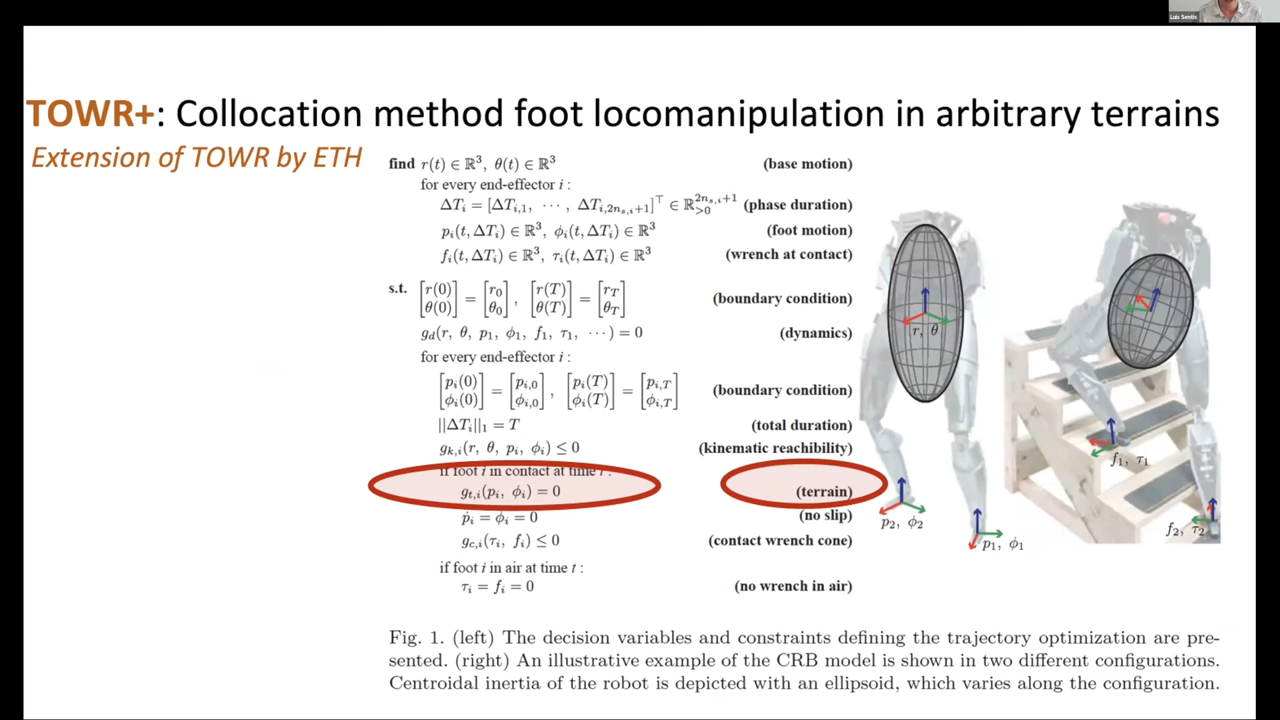 Luis Sentis
TOWR+: Collocation method foot locomanipulation in arbitrary terrains
Extension of TOWR by ETH
find r(t) ∈ ℝ³, θ(t) ∈ ℝ³ (base motion)
for every end-effector i :
ΔTᵢ = [ΔTᵢ,₁, ⋯ , ΔTᵢ,₂ₙₛ,ᵢ₊₁]^⊤ ∈ ℝ_{>0}^{2n_{s,i}+1} (phase duration)
pᵢ(t, ΔTᵢ) ∈ ℝ³, φᵢ(t, ΔTᵢ) ∈ ℝ³ (foot motion)
fᵢ(t, ΔTᵢ) ∈ ℝ³, τᵢ(t, ΔTᵢ) ∈ ℝ³ (wrench at contact)
s.t. [r(0) θ(0)] = [r₀ θ₀], [r(T) θ(T)] = [r_T θ_T] (boundary condition)
g_d(r, θ, p₁, φ₁, f₁, τ₁, ⋯) = 0 (dynamics)
for every end-effector i :
[pᵢ(0) φᵢ(0)] = [p_{i,0} φ_{i,0}], [pᵢ(T) φᵢ(T)] = [p_{i,T} φ_{i,T}] (boundary condition)
||ΔTᵢ||₁ = T (total duration)
g_{k,i}(r, θ, pᵢ, φᵢ) ≤ 0 (kinematic reachibility)
if foot i in contact at time t :
g_{t,i}(pᵢ, φᵢ) = 0 (terrain)
ṗᵢ = φ̇ᵢ = 0 (no slip)
g_{c,i}(τᵢ, fᵢ) ≤ 0 (contact wrench cone)
if foot i in air at time t :
τᵢ = fᵢ = 0 (no wrench in air)
r, θ
p₂, φ₂
p₁, φ₁
f₁, τ₁
f₂, τ₂
Fig. 1. (left) The decision variables and constraints defining the trajectory optimization are pre-
sented. (right) An illustrative example of the CRB model is shown in two different configurations.
Centroidal inertia of the robot is depicted with an ellipsoid, which varies along the configuration.